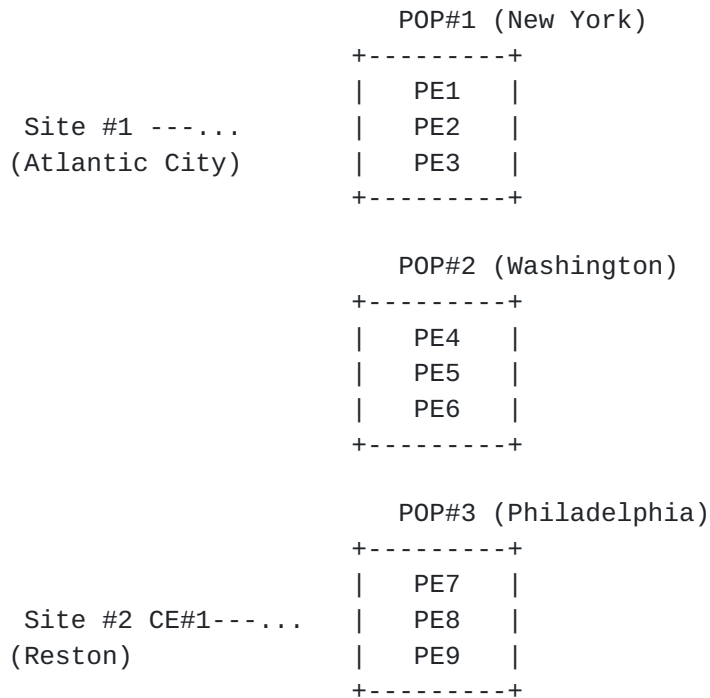 POP#1 (New York)
+---------+
|   PE1   |
Site #1 ---...      |   PE2   |
(Atlantic City)     |   PE3   |
+---------+
POP#2 (Washington)
+---------+
|   PE4   |
|   PE5   |
|   PE6   |
+---------+
POP#3 (Philadelphia)
+---------+
|   PE7   |
Site #2 CE#1---...  |   PE8   |
(Reston)            |   PE9   |
+---------+